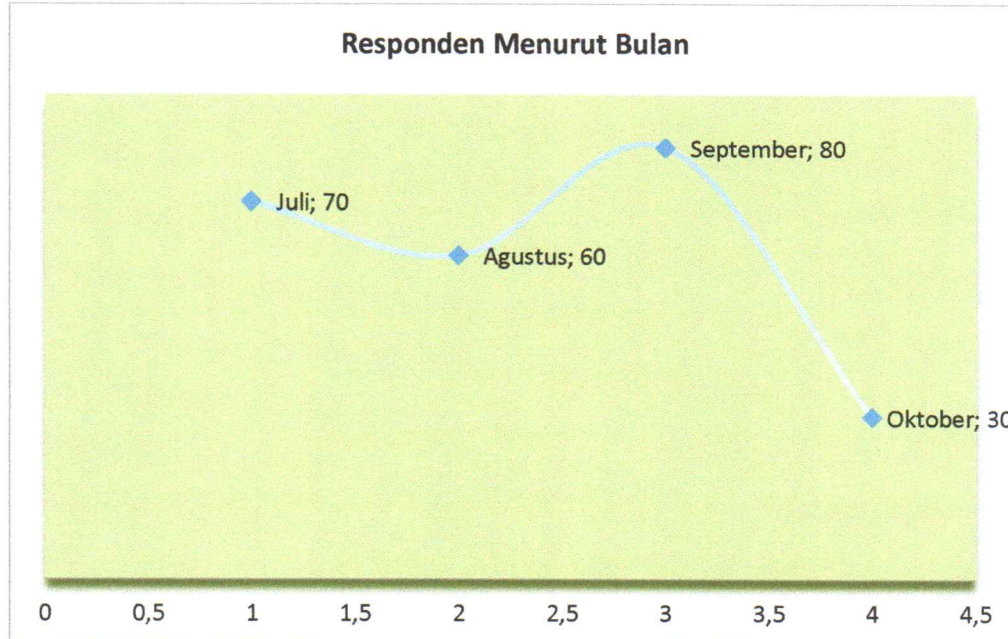 Responden Menurut Bulan
September; 80
Juli; 70
Agustus; 60
Oktober; 30
0 0,5 1 1,5 2 2,5 3 3,5 4 4,5